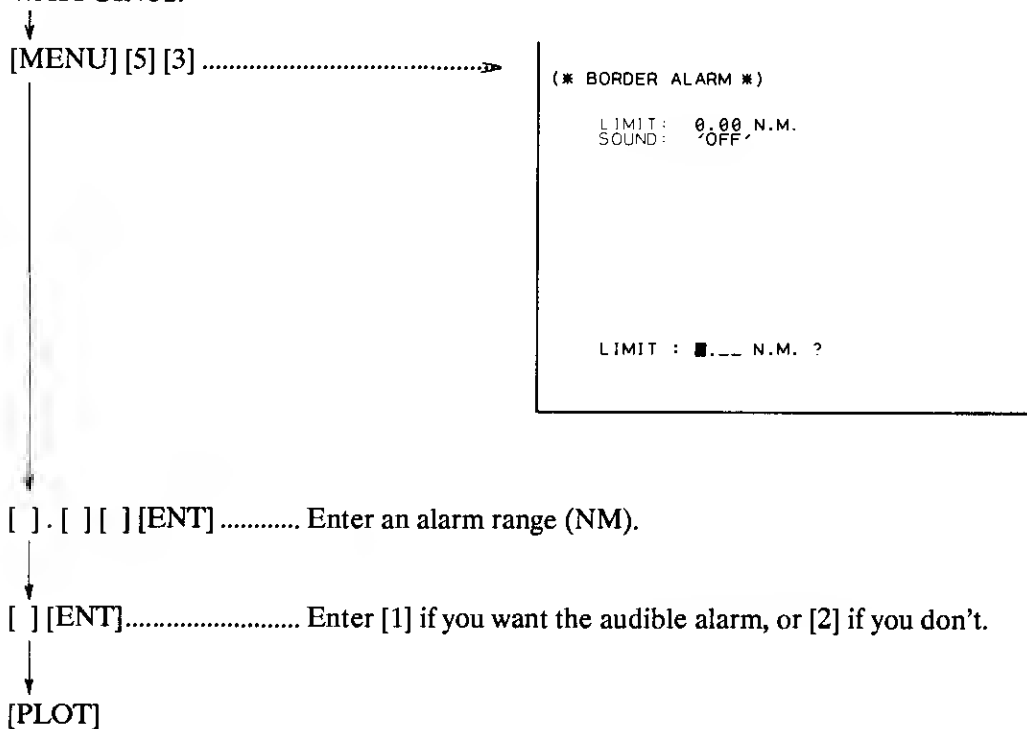 [MENU] [5] [3] ..........................................
(* BORDER ALARM *)
LIMIT: 0.00 N.M.
SOUND: 'OFF'
LIMIT : ■.__ N.M. ?
[ ] . [ ] [ ] [ENT] ............ Enter an alarm range (NM).
[ ] [ENT].......................... Enter [1] if you want the audible alarm, or [2] if you don't.
[PLOT]